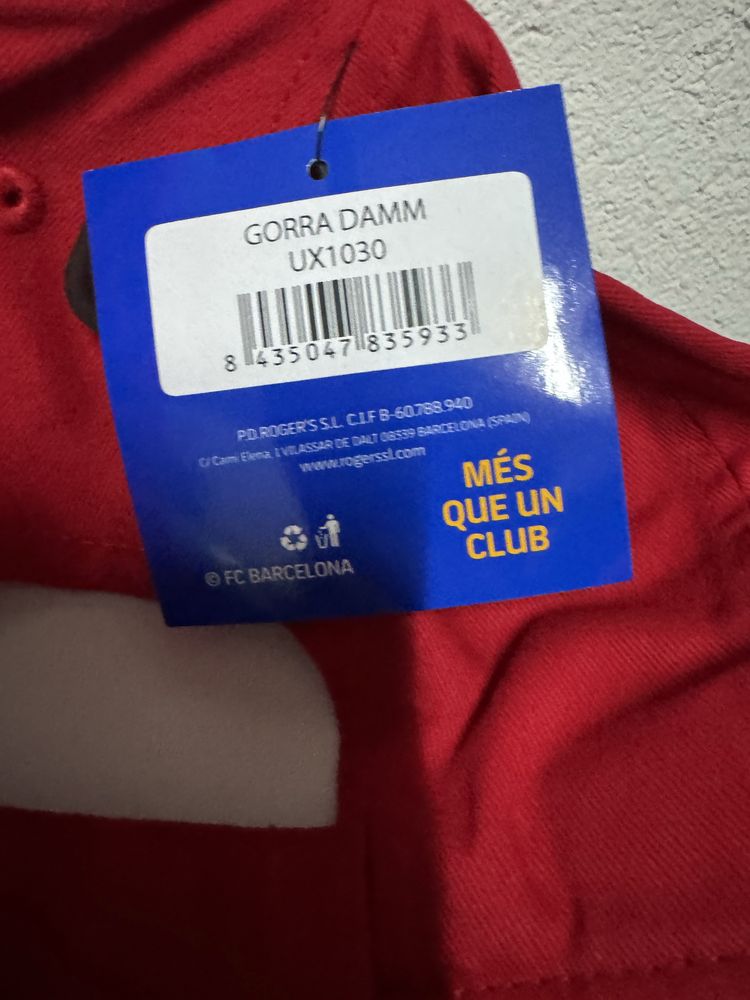 GORRA DAMM
UX1030
8 435047 835933
P.D. ROGER'S S.L. C.I.F B-60.788.940
C/ Camí Elena, 1 VILASSAR DE DALT 08339 BARCELONA (SPAIN)
www.rogerssl.com
MÉS
QUE UN
CLUB
© FC BARCELONA